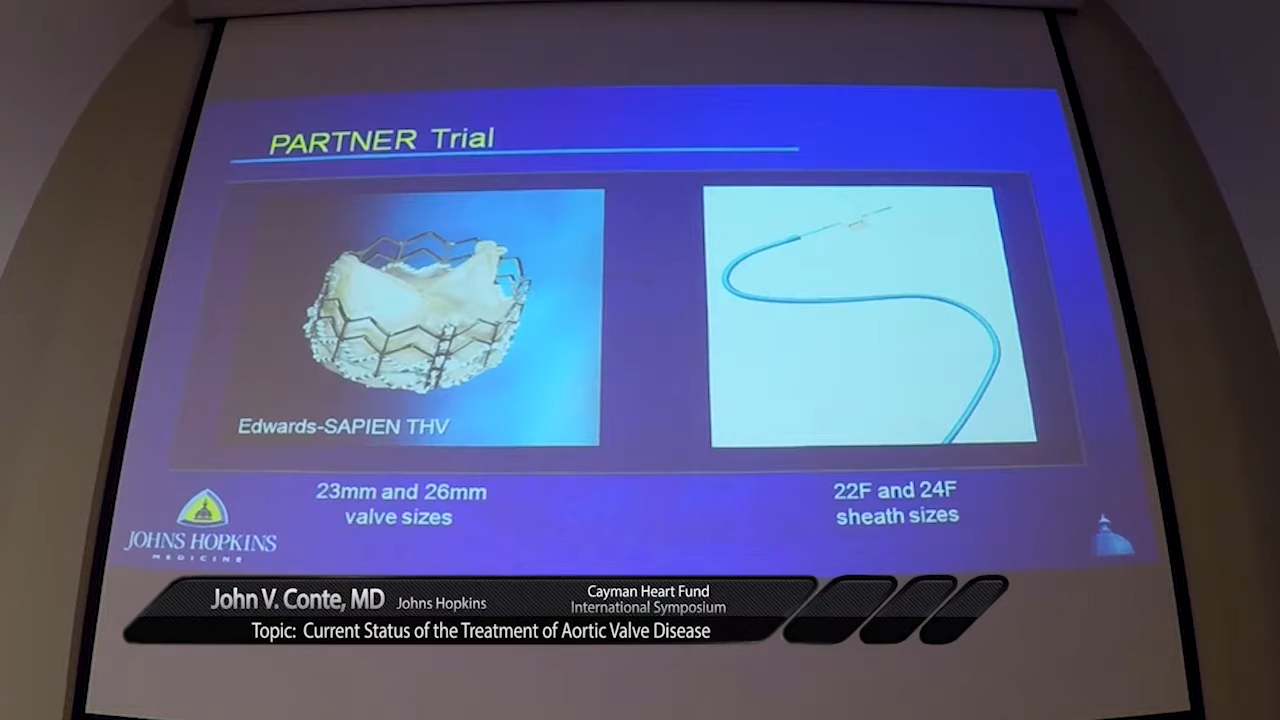 PARTNER Trial
Edwards-SAPIEN THV
23mm and 26mm
valve sizes
22F and 24F
sheath sizes
JOHNS HOPKINS
MEDICINE
John V. Conte, MD Johns Hopkins
Cayman Heart Fund
International Symposium
Topic: Current Status of the Treatment of Aortic Valve Disease